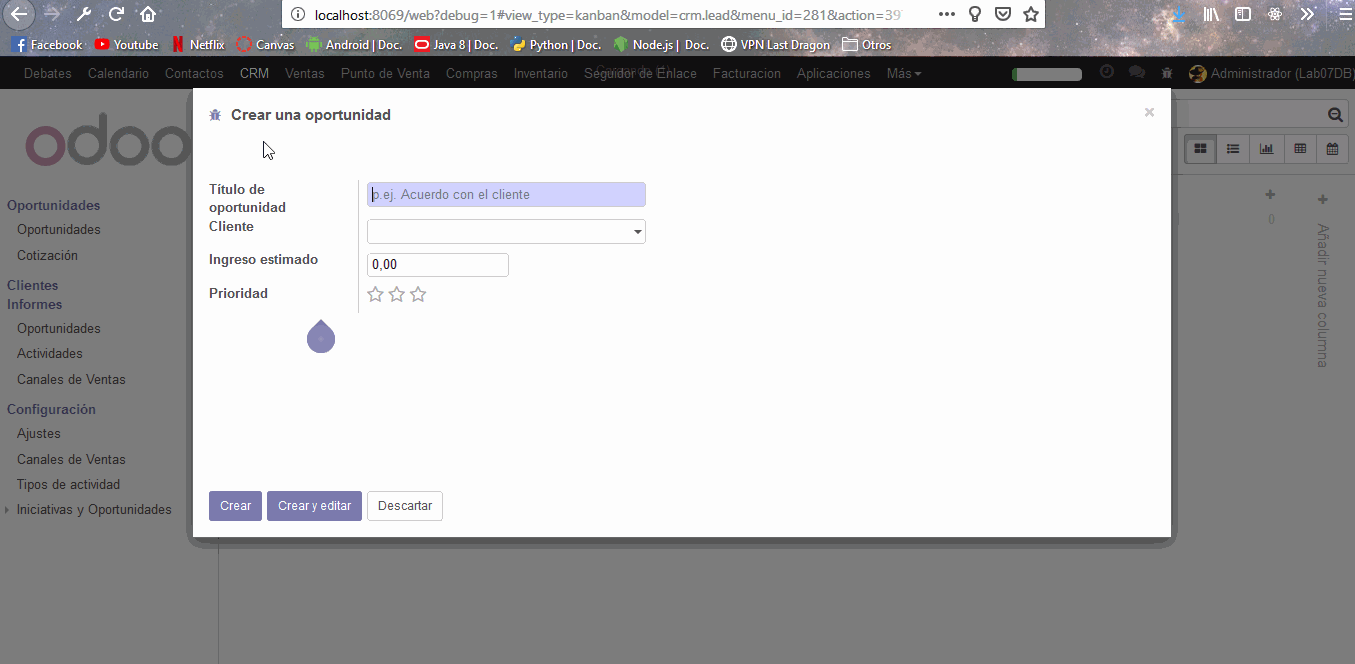 localhost:8069/web?debug=1#view_type=kanban&model=crm.lead&menu_id=281&action=39
Facebook Youtube Netflix Canvas Android | Doc. Java 8 | Doc. Python | Doc. Node.js | Doc. VPN Last Dragon Otros
Debates Calendario Contactos CRM Ventas Punto de Venta Compras Inventario Enlace Facturacion Aplicaciones Más Administrador (Lab07DB)
Crear una oportunidad ×
odoo
Título de oportunidad
p.ej. Acuerdo con el cliente
Cliente
Ingreso estimado 0,00
Prioridad
Crear Crear y editar Descartar
Oportunidades
Oportunidades
Cotización
Clientes
Informes
Oportunidades
Actividades
Canales de Ventas
Configuración
Ajustes
Canales de Ventas
Tipos de actividad
Iniciativas y Oportunidades
0
Añadir nueva columna